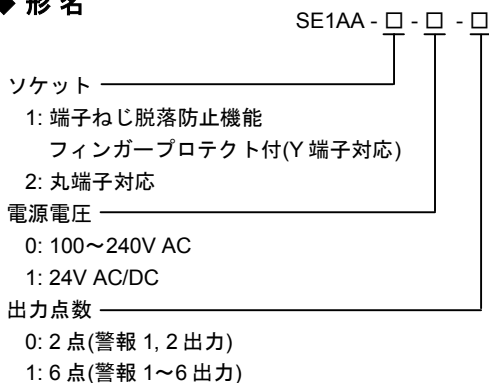 ◆ 形 名
SE1AA - □ - □ - □
ソケット
1: 端子ねじ脱落防止機能
フィンガープロテクト付(Y 端子対応)
2: 丸端子対応
電源電圧
0: 100～240V AC
1: 24V AC/DC
出力点数
0: 2 点(警報 1, 2 出力)
1: 6 点(警報 1～6 出力)